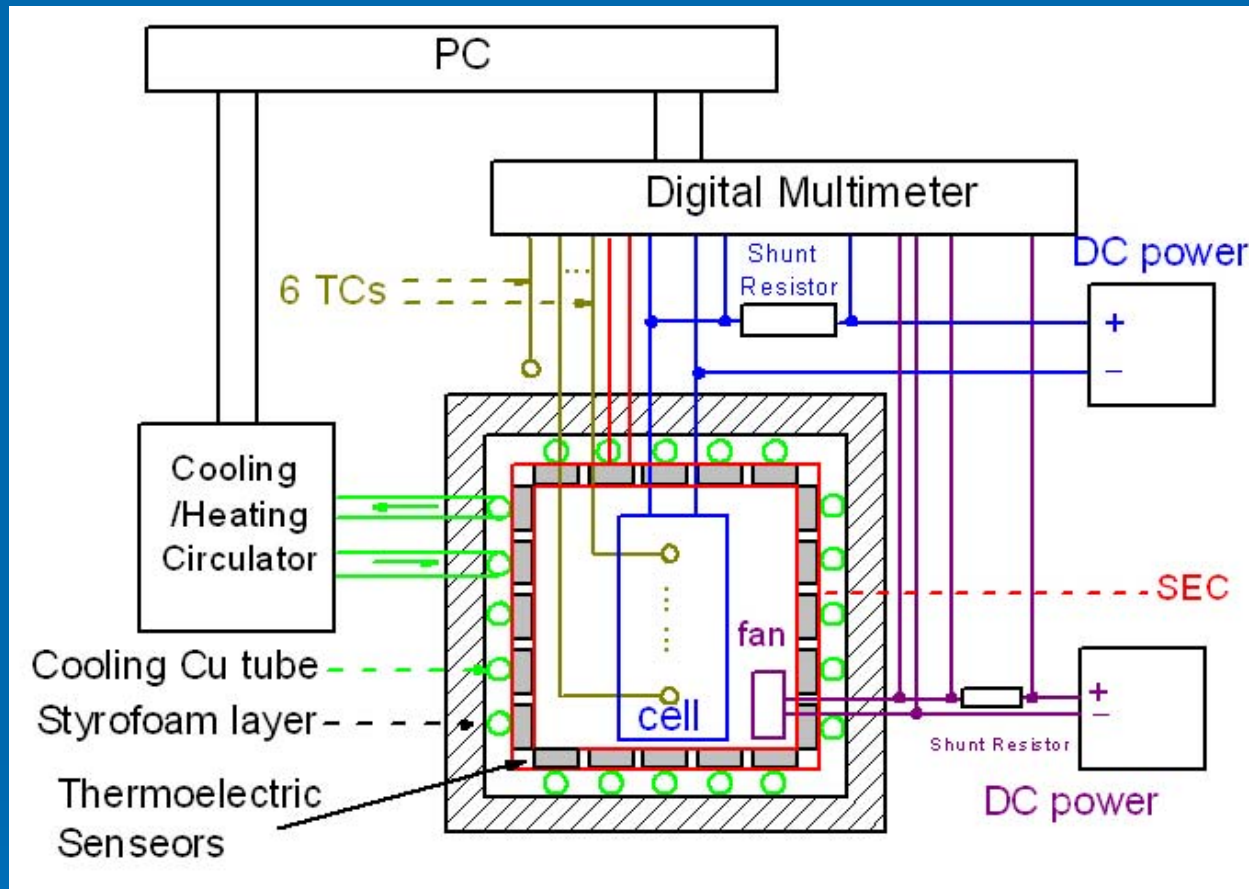 PC
Digital Multimeter
6 TCs
...
Shunt
Resistor
DC power
+
−
Cooling
/Heating
Circulator
SEC
fan
cell
Cooling Cu tube
Styrofoam layer
Thermoelectric
Senseors
+
−
Shunt Resistor
DC power